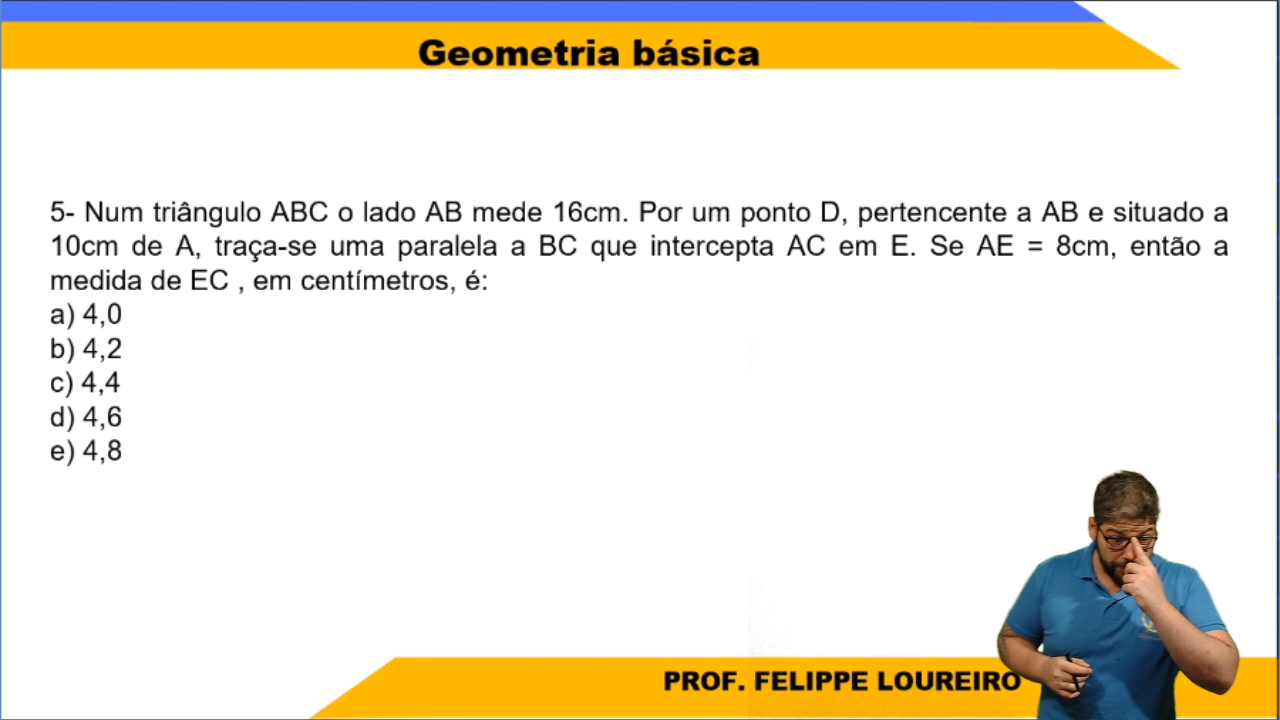 Geometria básica
5- Num triângulo ABC o lado AB mede 16cm. Por um ponto D, pertencente a AB e situado a
10cm de A, traça-se uma paralela a BC que intercepta AC em E. Se AE = 8cm, então a
medida de EC , em centímetros, é:
a) 4,0
b) 4,2
c) 4,4
d) 4,6
e) 4,8
PROF. FELIPPE LOUREIRO